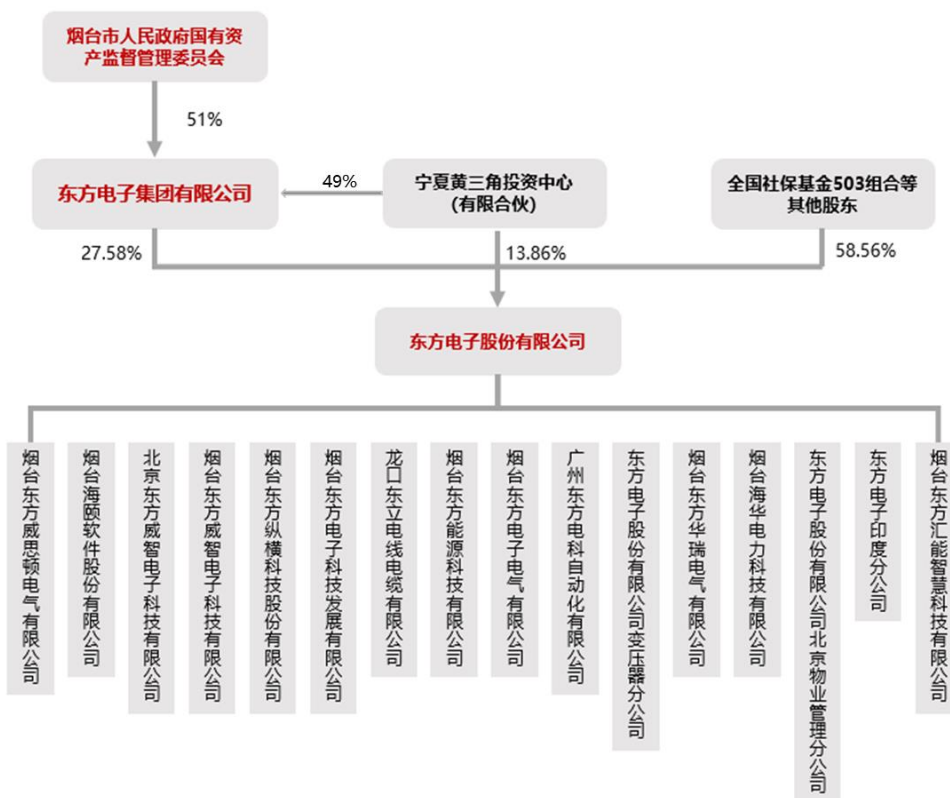 烟台市人民政府国有资
产监督管理委员会
51%
东方电子集团有限公司
49%
宁夏黄三角投资中心
(有限合伙)
全国社保基金503组合等
其他股东
27.58%
13.86%
58.56%
东方电子股份有限公司
烟台东方威思顿电气有限公司
烟台海颐软件股份有限公司
北京东方威智电子科技有限公司
烟台东方威智电子科技有限公司
烟台东方纵横科技股份有限公司
烟台东方电子科技发展有限公司
龙口东立电线电缆有限公司
烟台东方能源科技有限公司
烟台东方电子电气有限公司
广州东方电科自动化有限公司
东方电子股份有限公司变压器分公司
烟台东方华瑞电气有限公司
烟台海华电力科技有限公司
东方电子股份有限公司北京物业管理分公司
东方电子印度分公司
烟台东方汇能智慧科技有限公司